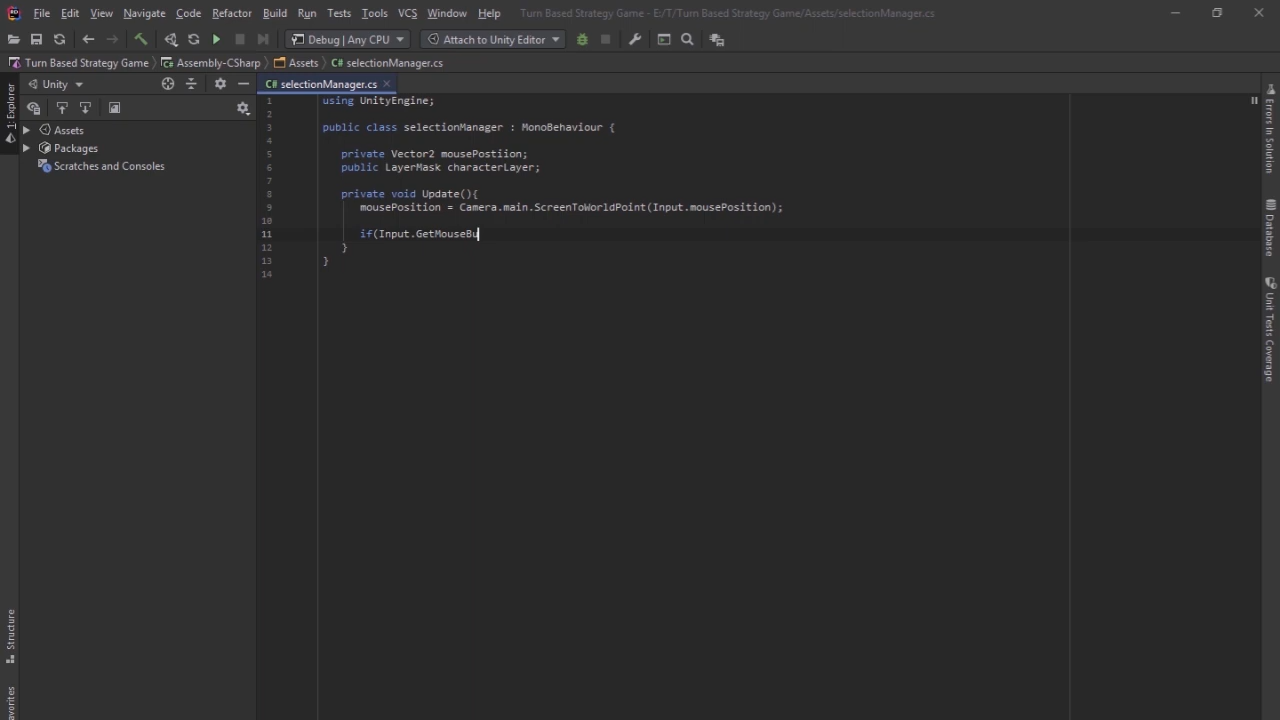 File Edit View Navigate Code Refactor Build Run Tests Tools VCS Window Help Turn Based Strategy Game - E:/T/Turn Based Strategy Game/Assets/selectionManager.cs
Debug | Any CPU Attach to Unity Editor
Turn Based Strategy Game Assembly-CSharp Assets selectionManager.cs
Unity
C# selectionManager.cs
1: Explorer
Assets
Packages
Scratches and Consoles
Structure
avorites
1 using UnityEngine;
2
3 public class selectionManager : MonoBehaviour {
4
5 private Vector2 mousePostiion;
6 public LayerMask characterLayer;
7
8 private void Update(){
9 mousePosition = Camera.main.ScreenToWorldPoint(Input.mousePosition);
10
11 if(Input.GetMouseBu
12 }
13 }
14
Errors In Solution
Database
Unit Tests Coverage